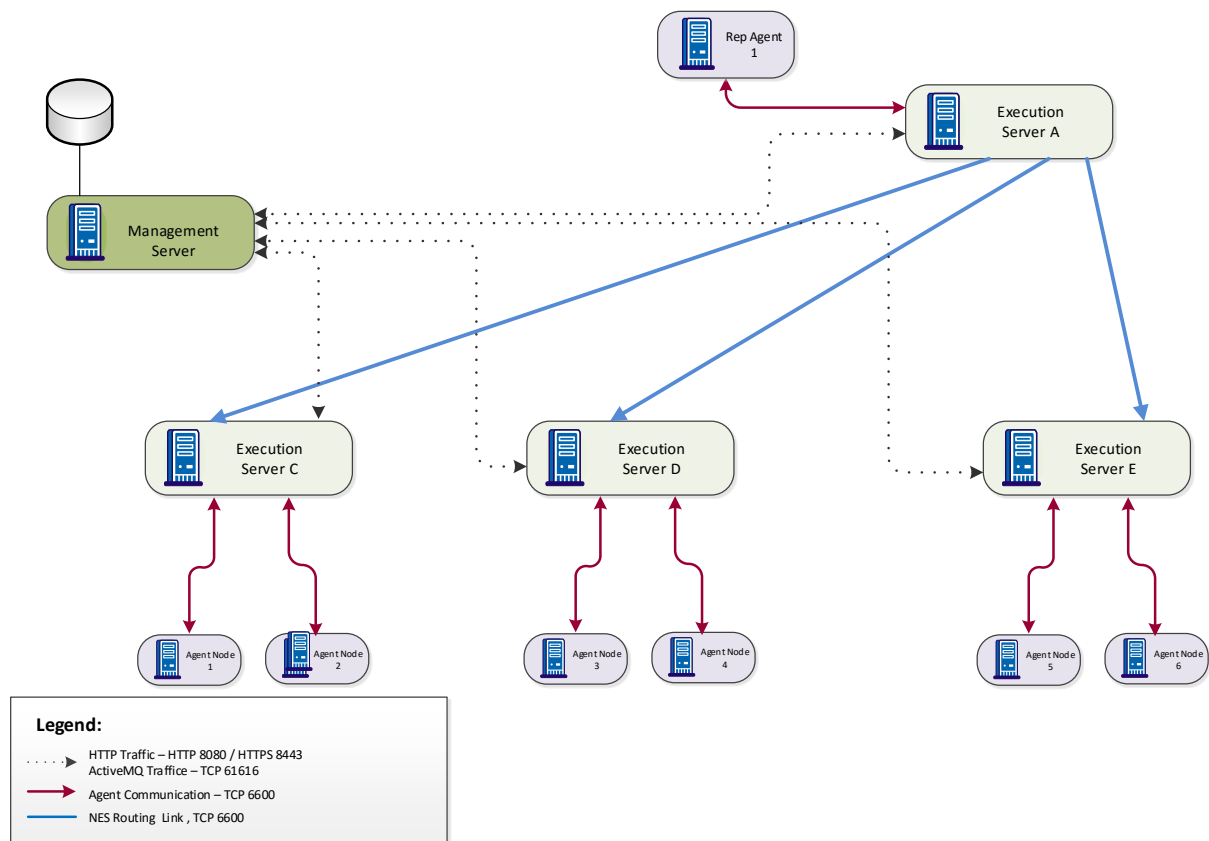 Rep Agent
1
Execution
Server A
Management
Server
Execution
Server C
Execution
Server D
Execution
Server E
Agent Node
1
Agent Node
2
Agent Node
3
Agent Node
4
Agent Node
5
Agent Node
6
Legend:
HTTP Traffic – HTTP 8080 / HTTPS 8443
ActiveMQ Traffice – TCP 61616
Agent Communication – TCP 6600
NES Routing Link , TCP 6600